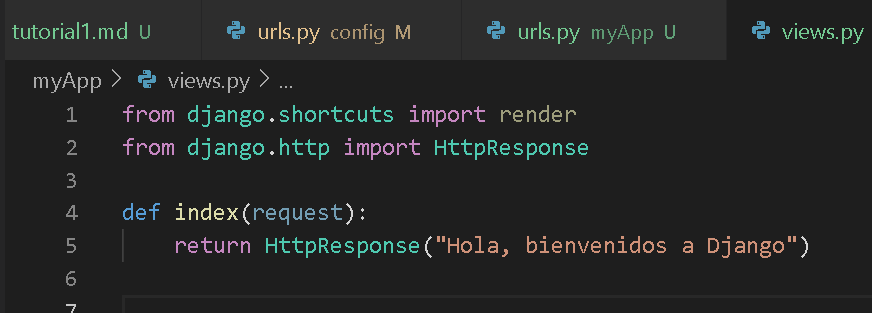 tutorial1.md U urls.py config M urls.py myApp U views.py
myApp > views.py > ...
1 from django.shortcuts import render
2 from django.http import HttpResponse
3
4 def index(request):
5 return HttpResponse("Hola, bienvenidos a Django")
6
7